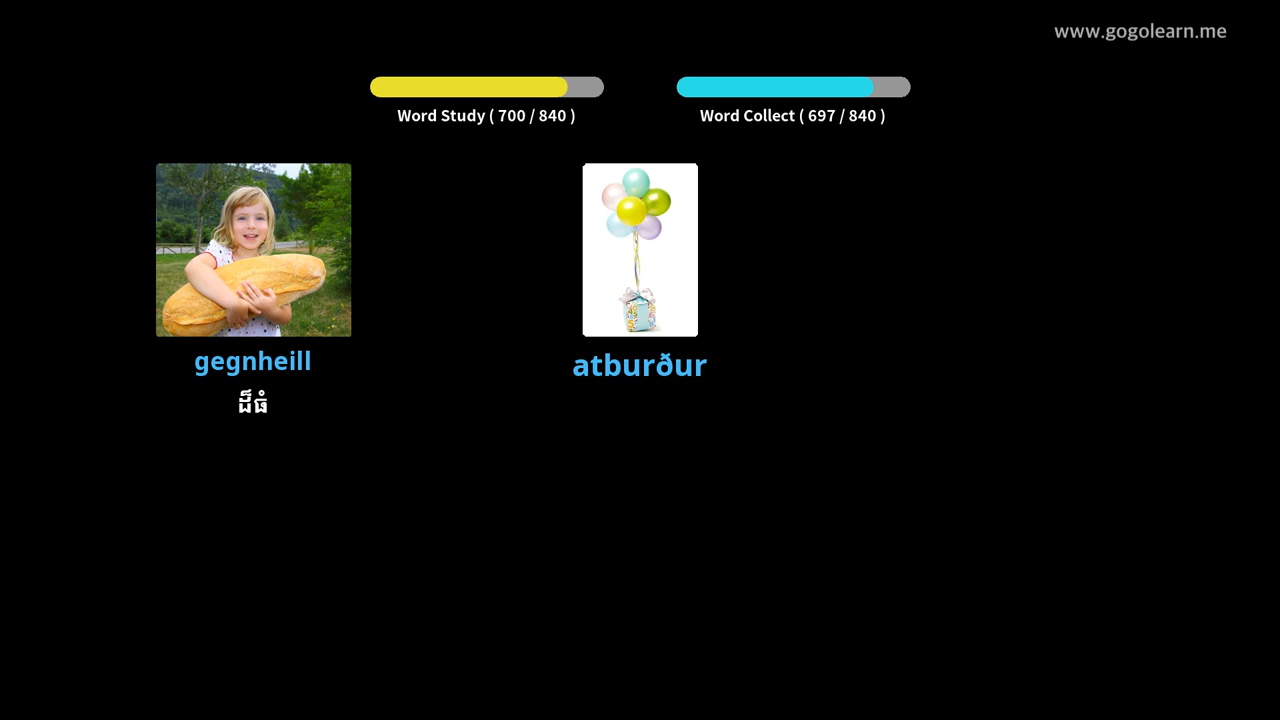 www.gogolearn.me
Word Study ( 700 / 840 )
Word Collect ( 697 / 840 )
gegnheill
ដ៏ធំ
atburður